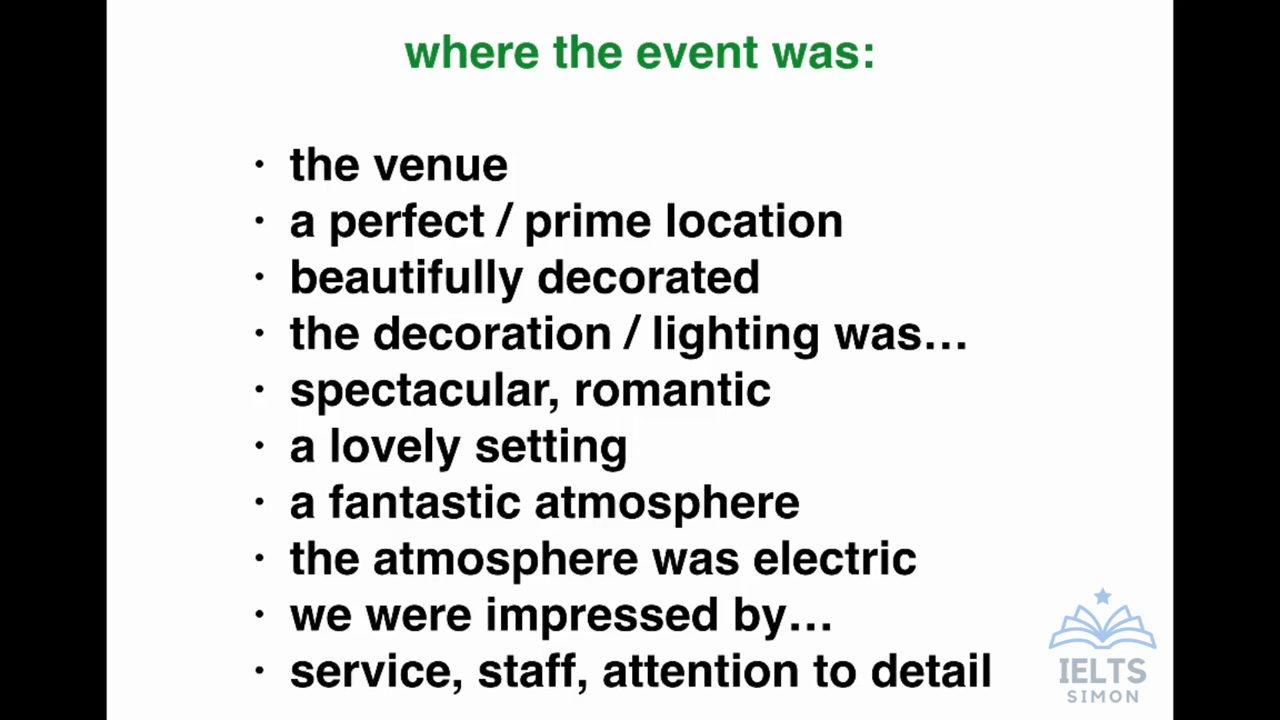 where the event was:
· the venue
· a perfect / prime location
· beautifully decorated
· the decoration / lighting was…
· spectacular, romantic
· a lovely setting
· a fantastic atmosphere
· the atmosphere was electric
· we were impressed by…
· service, staff, attention to detail
IELTS
SIMON